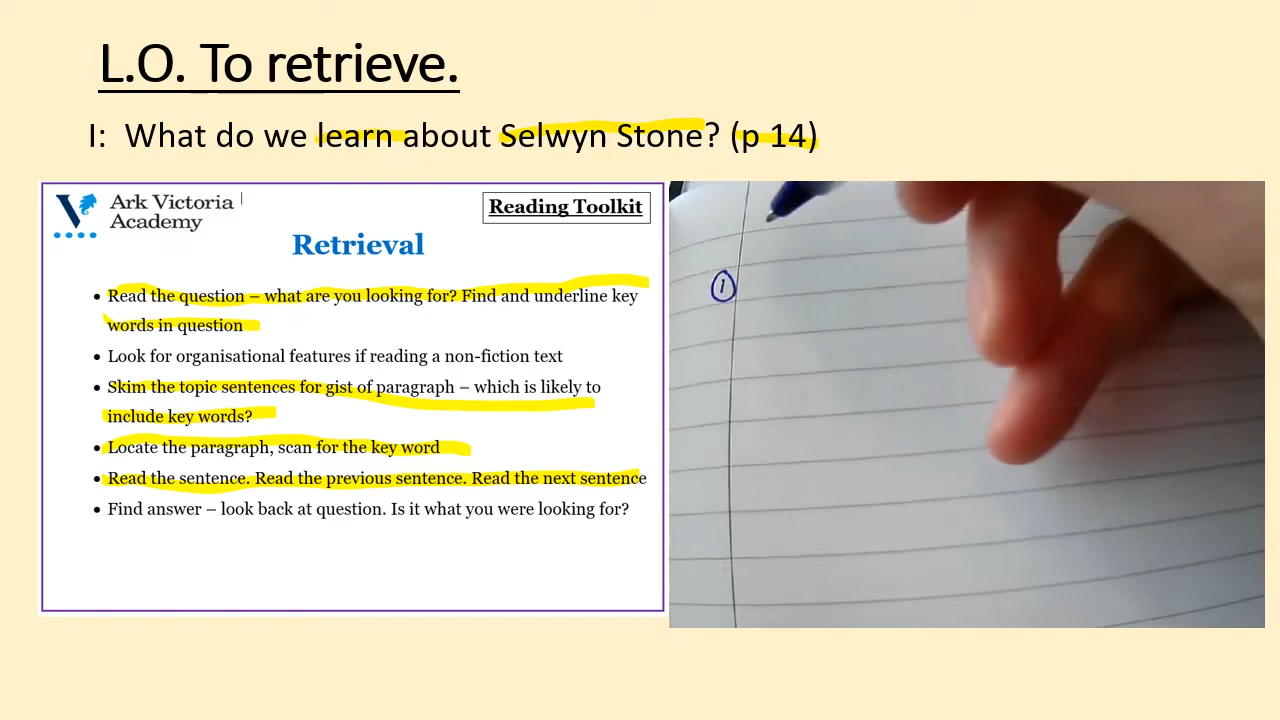 L.O. To retrieve.
I: What do we learn about Selwyn Stone? (p 14)
Ark Victoria
Academy
Reading Toolkit
Retrieval
• Read the question – what are you looking for? Find and underline key
words in question
• Look for organisational features if reading a non-fiction text
• Skim the topic sentences for gist of paragraph – which is likely to
include key words?
• Locate the paragraph, scan for the key word
• Read the sentence. Read the previous sentence. Read the next sentence
• Find answer – look back at question. Is it what you were looking for?
1